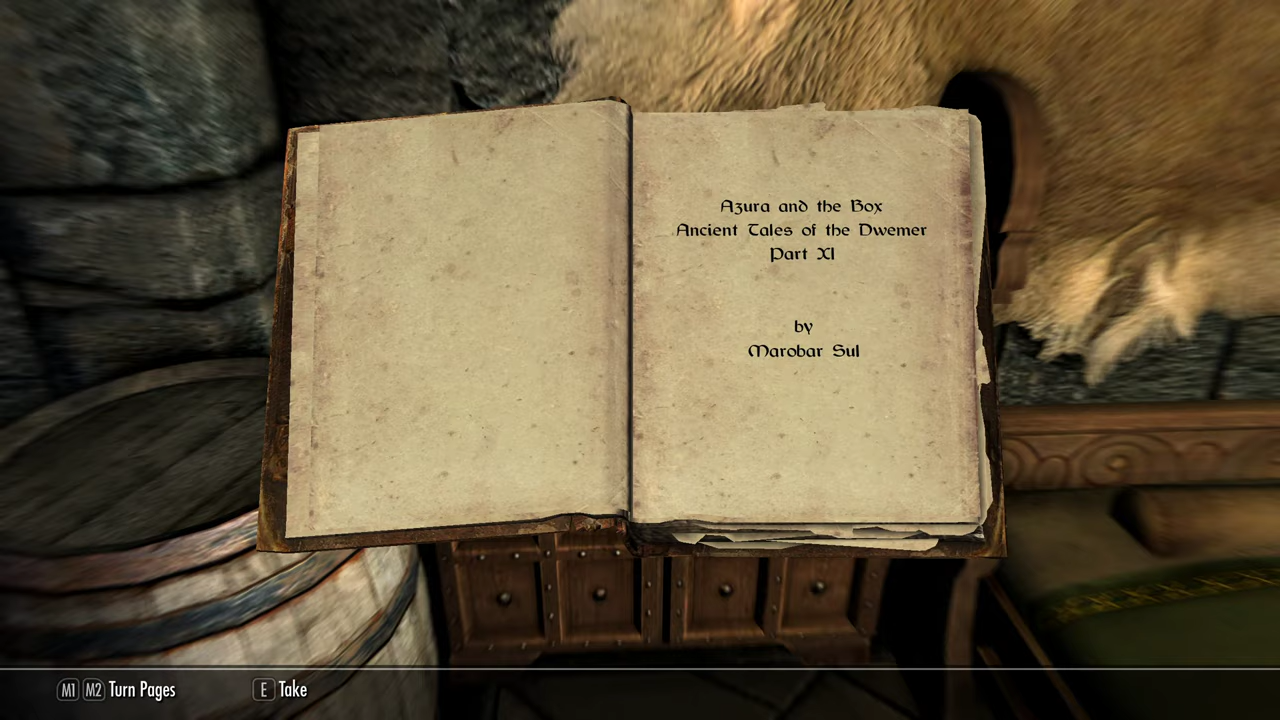 Azura and the Box
Ancient Tales of the Dwemer
Part XI
by
Marobar Sul
M1 M2 Turn Pages
E Take